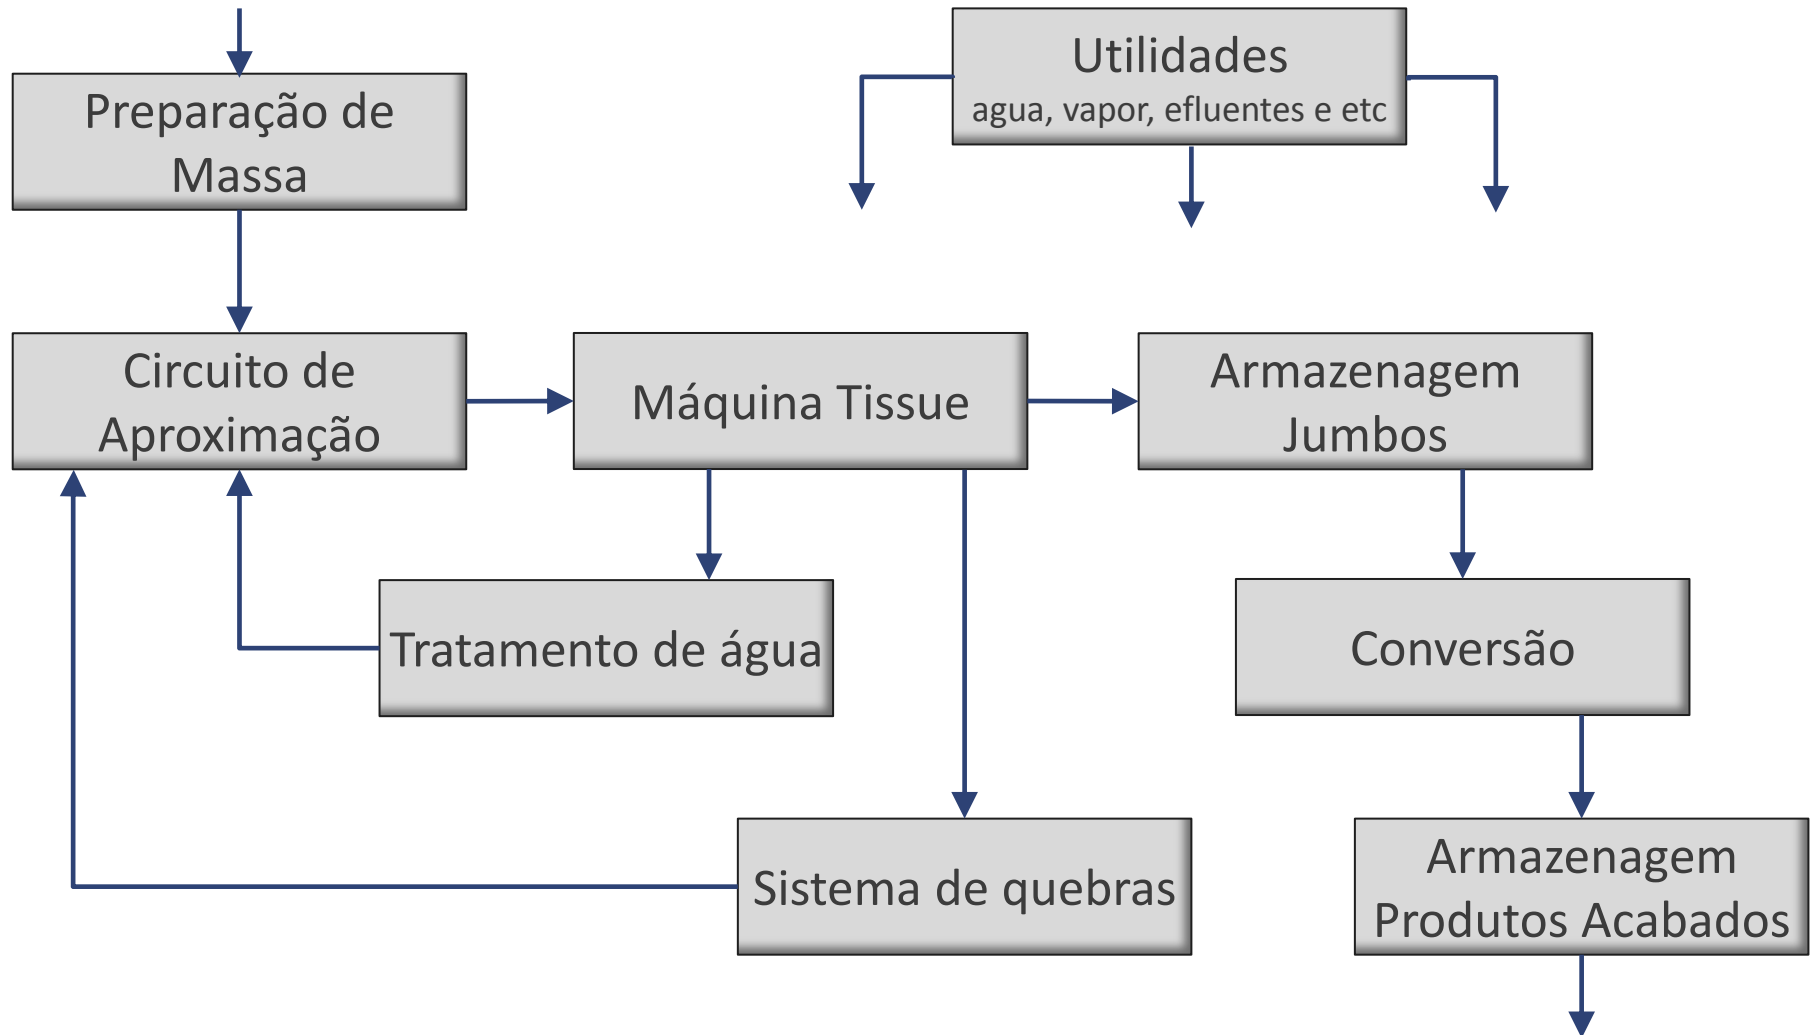 Preparação de
Massa
Utilidades
agua, vapor, efluentes e etc
Circuito de
Aproximação
Máquina Tissue
Armazenagem
Jumbos
Tratamento de água
Conversão
Sistema de quebras
Armazenagem
Produtos Acabados